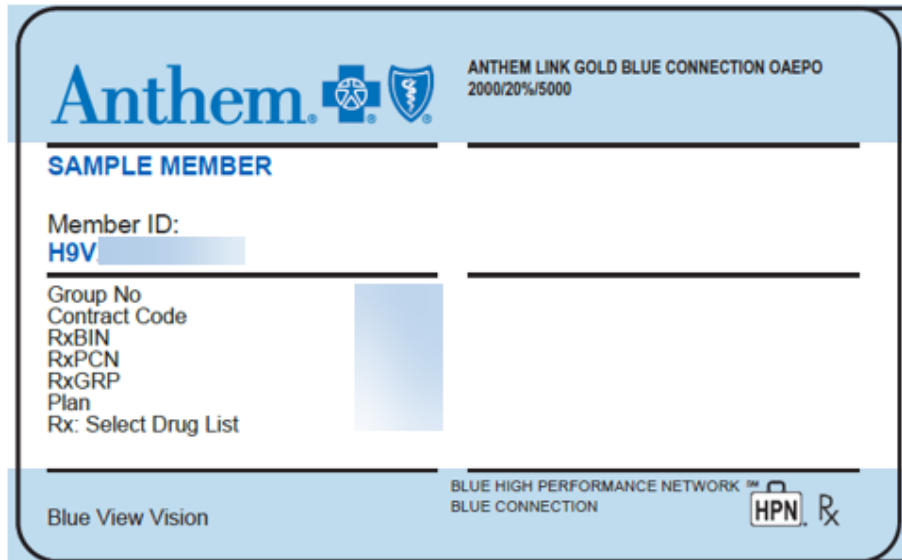 Anthem.
ANTHEM LINK GOLD BLUE CONNECTION OAEPO
2000/20%/5000
SAMPLE MEMBER
Member ID:
H9V
Group No
Contract Code
RxBIN
RxPCN
RxGRP
Plan
Rx: Select Drug List
Blue View Vision
BLUE HIGH PERFORMANCE NETWORK ℠
BLUE CONNECTION
HPN
Rx